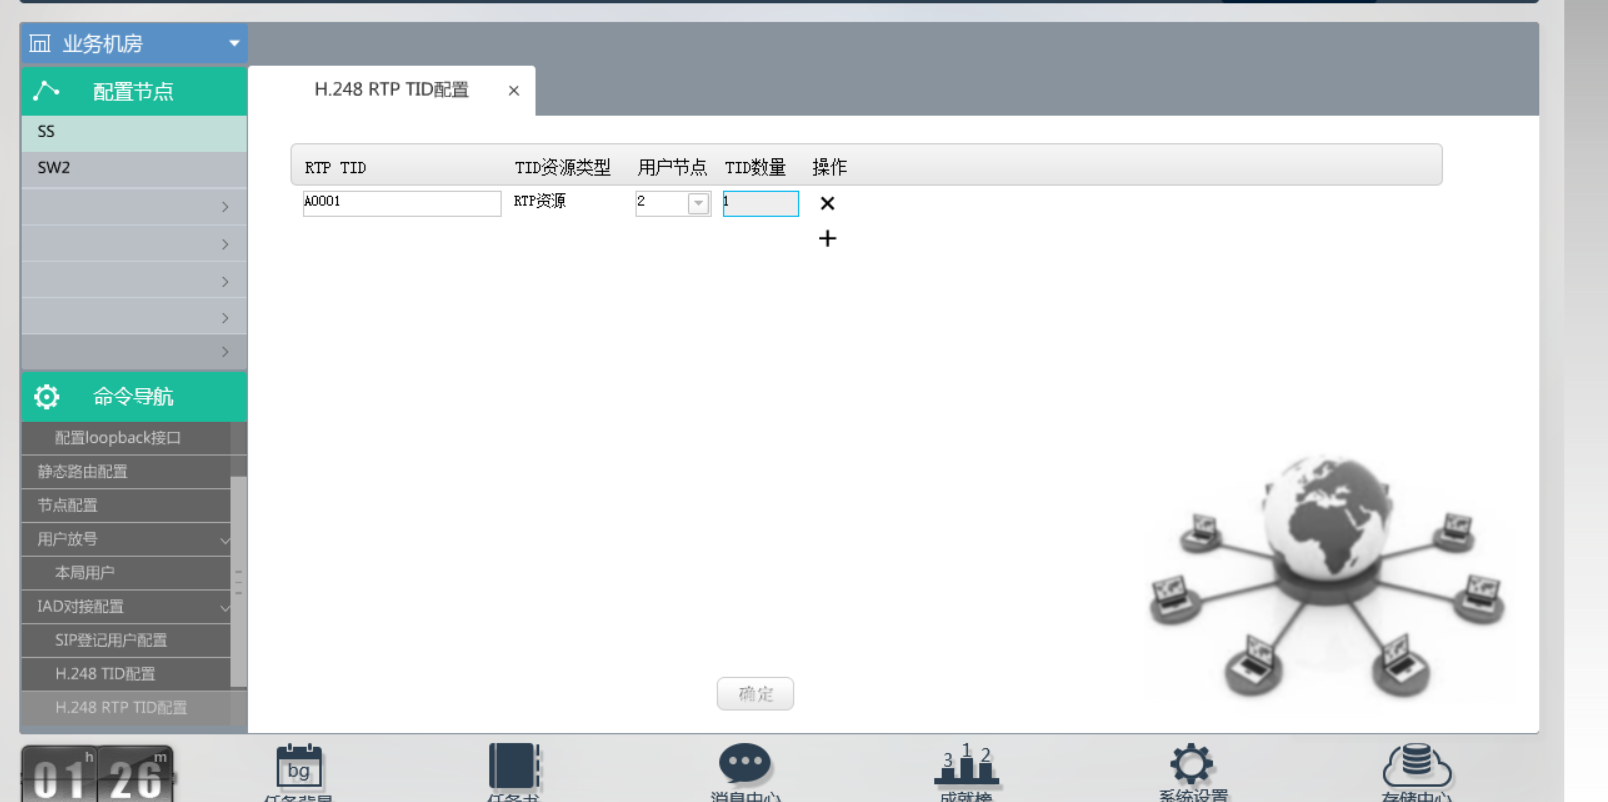 业务机房
配置节点
SS
SW2
命令导航
配置loopback接口
静态路由配置
节点配置
用户放号
本局用户
IAD对接配置
SIP登记用户配置
H.248 TID配置
H.248 RTP TID配置
H.248 RTP TID配置 ×
RTP TID TID资源类型 用户节点 TID数量 操作
A0001 RTP资源 2 1
确定
01 h 26 m
bg
任务背景
任务书
消息中心
3 1 2
成就榜
系统设置
存储中心